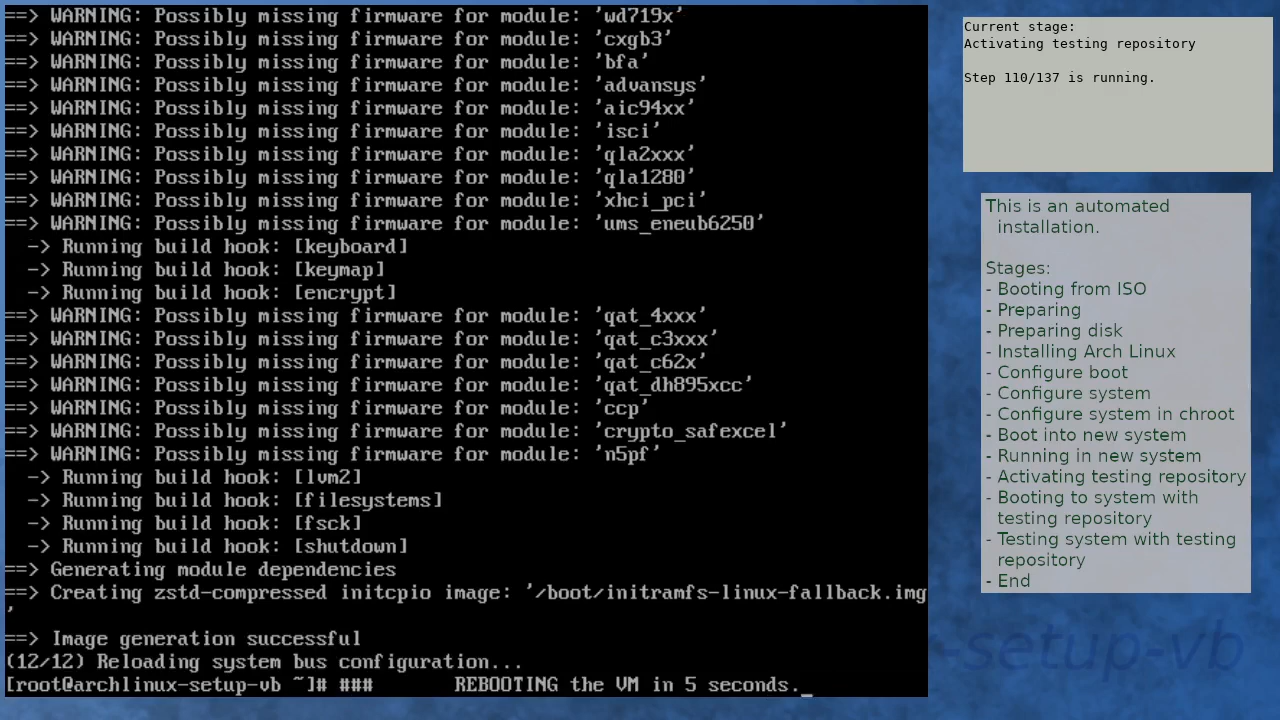 ==> WARNING: Possibly missing firmware for module: 'wd719x'
==> WARNING: Possibly missing firmware for module: 'cxgb3'
==> WARNING: Possibly missing firmware for module: 'bfa'
==> WARNING: Possibly missing firmware for module: 'advansys'
==> WARNING: Possibly missing firmware for module: 'aic94xx'
==> WARNING: Possibly missing firmware for module: 'isci'
==> WARNING: Possibly missing firmware for module: 'qla2xxx'
==> WARNING: Possibly missing firmware for module: 'qla1280'
==> WARNING: Possibly missing firmware for module: 'xhci_pci'
==> WARNING: Possibly missing firmware for module: 'ums_eneub6250'
  -> Running build hook: [keyboard]
  -> Running build hook: [keymap]
  -> Running build hook: [encrypt]
==> WARNING: Possibly missing firmware for module: 'qat_4xxx'
==> WARNING: Possibly missing firmware for module: 'qat_c3xxx'
==> WARNING: Possibly missing firmware for module: 'qat_c62x'
==> WARNING: Possibly missing firmware for module: 'qat_dh895xcc'
==> WARNING: Possibly missing firmware for module: 'ccp'
==> WARNING: Possibly missing firmware for module: 'crypto_safexcel'
==> WARNING: Possibly missing firmware for module: 'n5pf'
  -> Running build hook: [lvm2]
  -> Running build hook: [filesystems]
  -> Running build hook: [fsck]
  -> Running build hook: [shutdown]
==> Generating module dependencies
==> Creating zstd-compressed initcpio image: '/boot/initramfs-linux-fallback.img
'
==> Image generation successful
(12/12) Reloading system bus configuration...
[root@archlinux-setup-vb ~]# ###       REBOOTING the VM in 5 seconds._
Current stage:
Activating testing repository
Step 110/137 is running.
This is an automated
installation.
Stages:
- Booting from ISO
- Preparing
- Preparing disk
- Installing Arch Linux
- Configure boot
- Configure system
- Configure system in chroot
- Boot into new system
- Running in new system
- Activating testing repository
- Booting to system with
testing repository
- Testing system with testing
repository
- End
-setup-vb